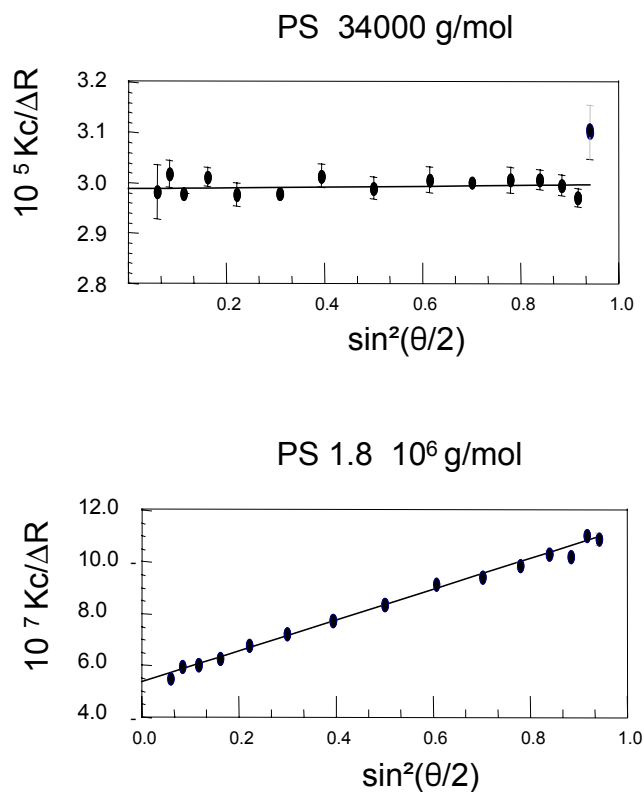 PS 34000 g/mol
10 ⁵ Kc/ΔR
3.2
3.1
3.0
2.9
2.8
0.2 0.4 0.6 0.8 1.0
sin²(θ/2)
PS 1.8 10⁶ g/mol
10 ⁷ Kc/ΔR
12.0
10.0
8.0
6.0
4.0
0.0 0.2 0.4 0.6 0.8 1.0
sin²(θ/2)